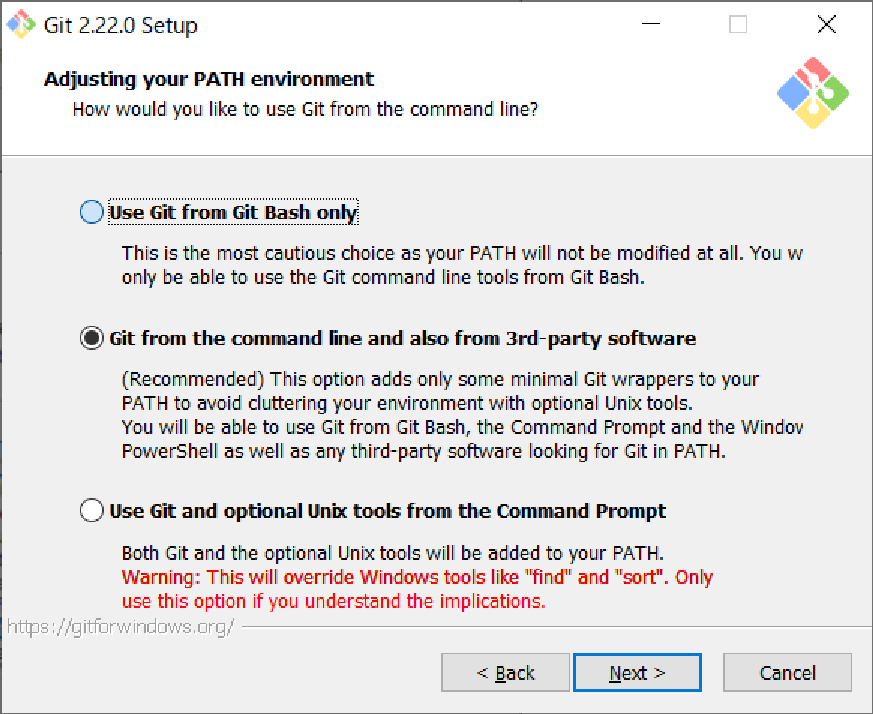 Git 2.22.0 Setup
Adjusting your PATH environment
How would you like to use Git from the command line?
Use Git from Git Bash only
This is the most cautious choice as your PATH will not be modified at all. You w
only be able to use the Git command line tools from Git Bash.
Git from the command line and also from 3rd-party software
(Recommended) This option adds only some minimal Git wrappers to your
PATH to avoid cluttering your environment with optional Unix tools.
You will be able to use Git from Git Bash, the Command Prompt and the Window
PowerShell as well as any third-party software looking for Git in PATH.
Use Git and optional Unix tools from the Command Prompt
Both Git and the optional Unix tools will be added to your PATH.
Warning: This will override Windows tools like "find" and "sort". Only
use this option if you understand the implications.
https://gitforwindows.org/
< Back
Next >
Cancel